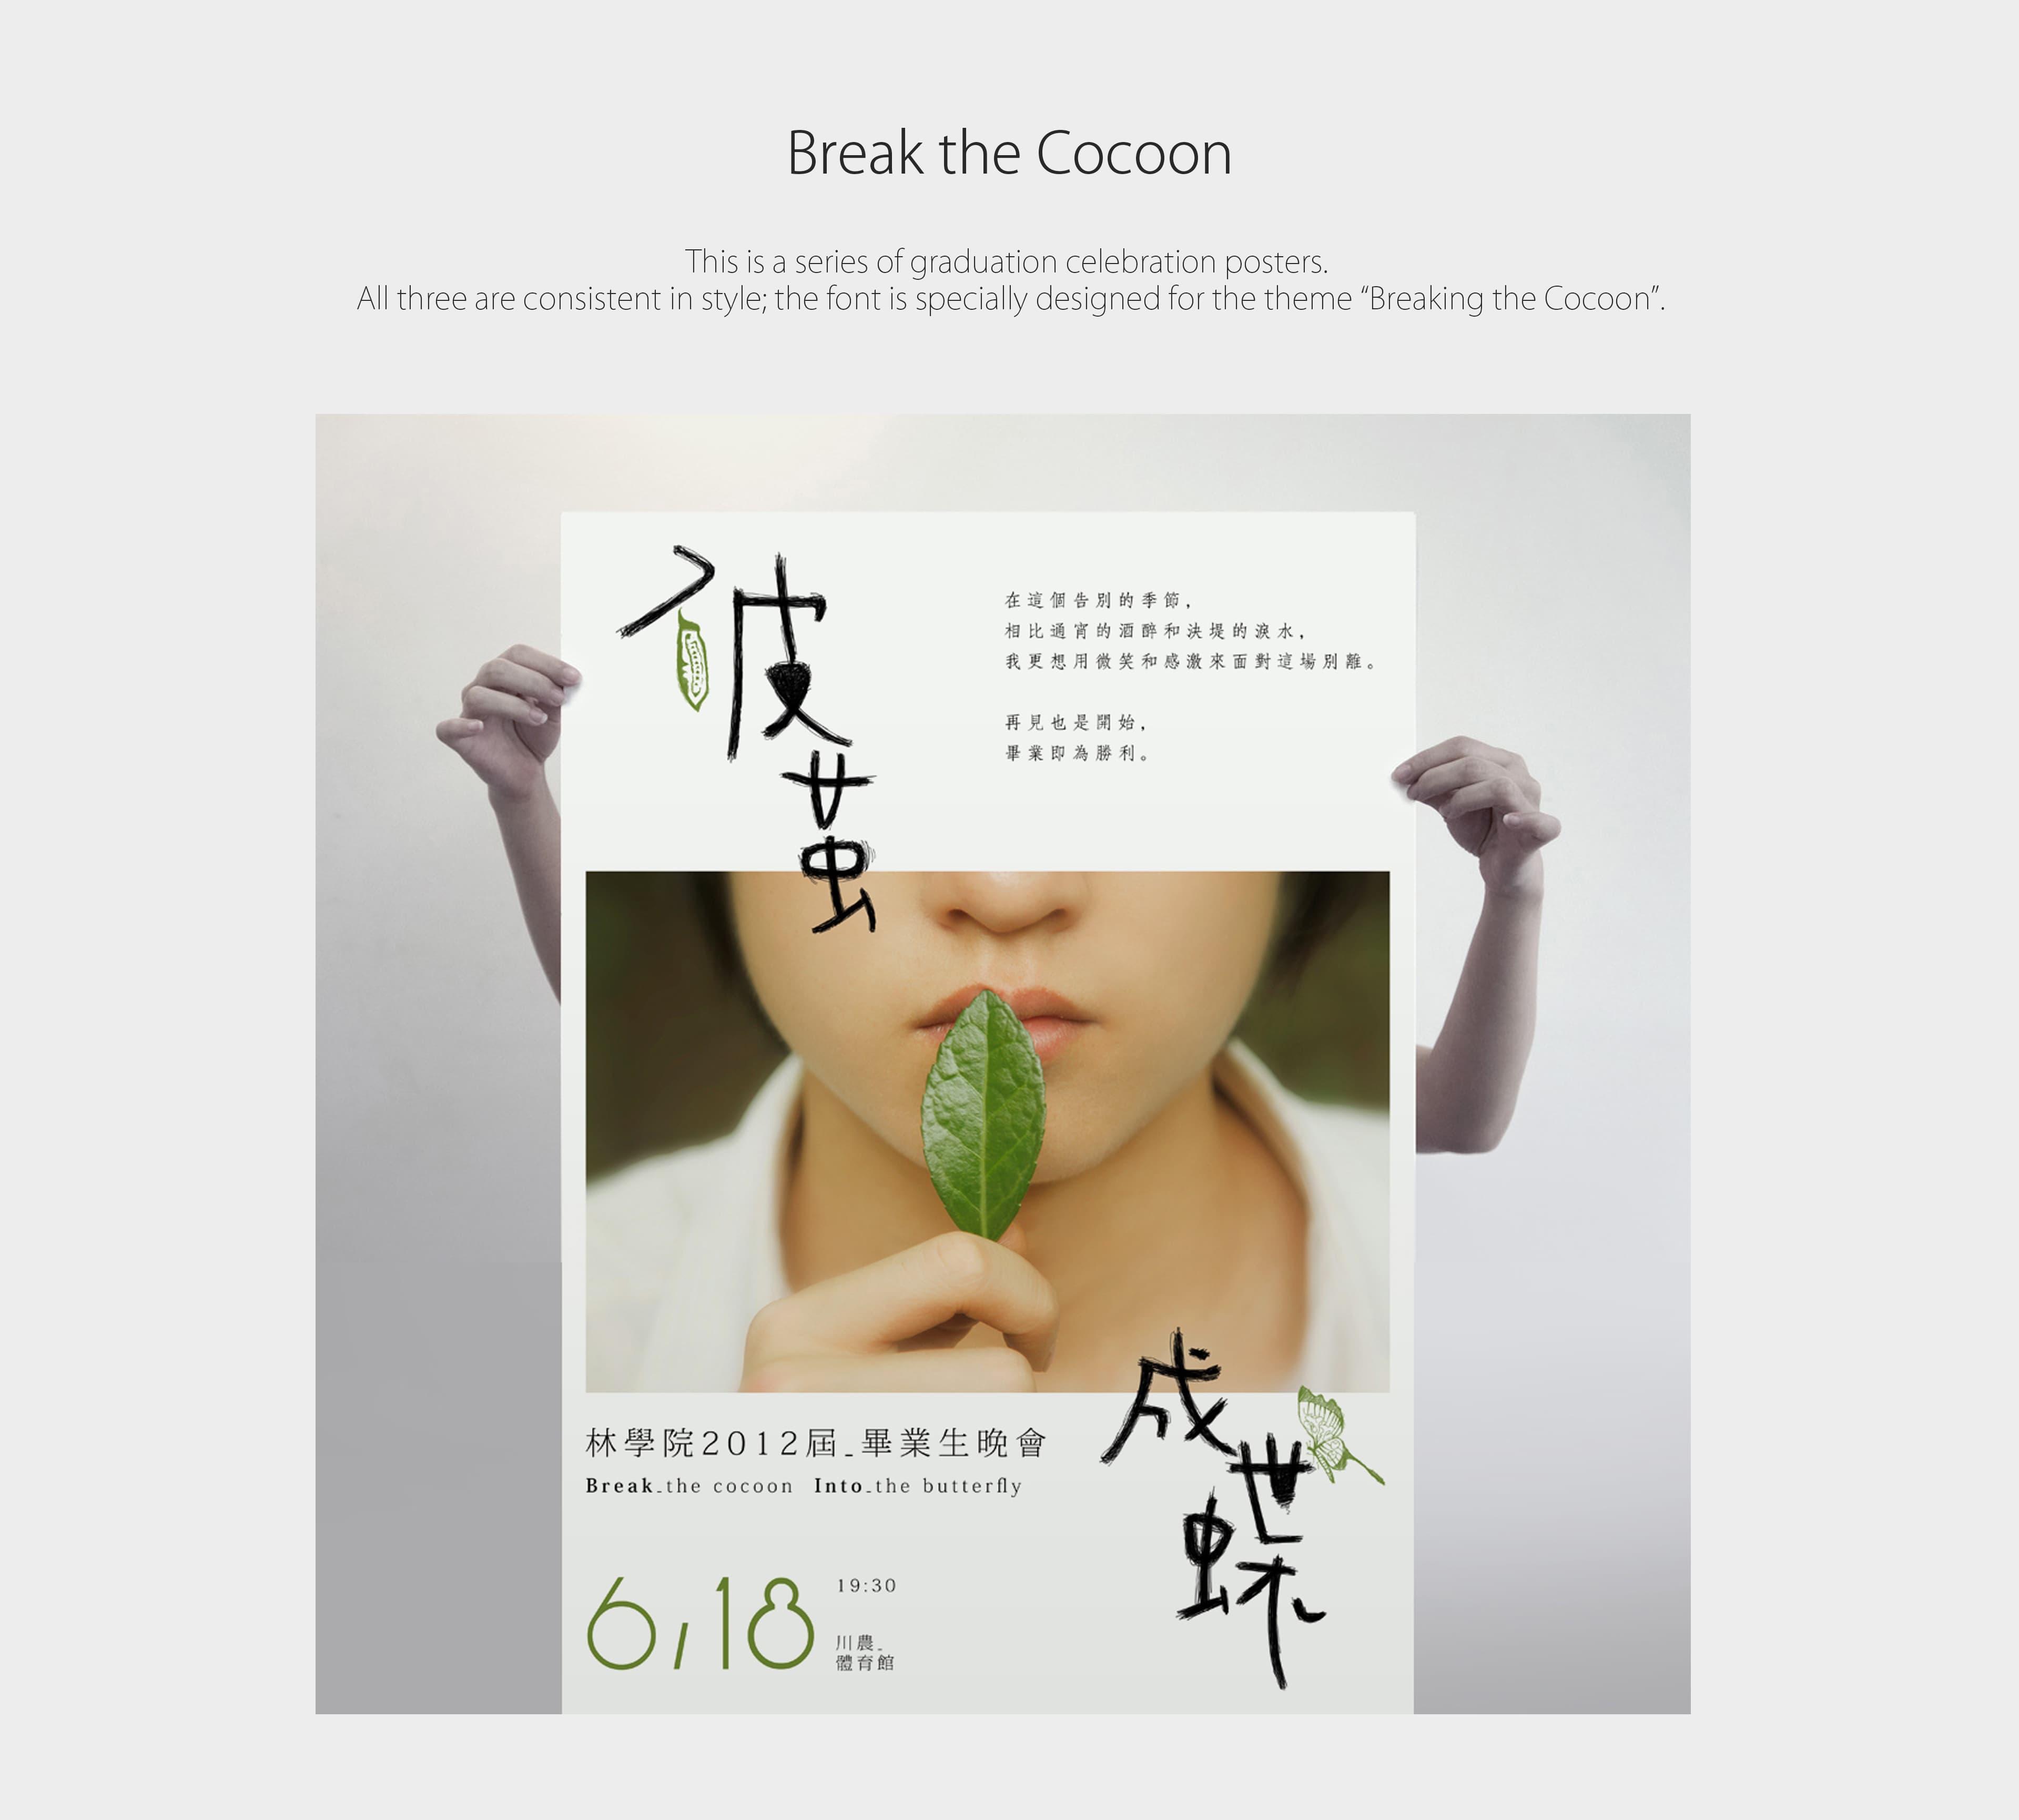 Break the Cocoon
This is a series of graduation celebration posters.
All three are consistent in style; the font is specially designed for the theme “Breaking the Cocoon”.
彼茧
在這個告別的季節，
相比通宵的酒醉和決堤的淚水，
我更想用微笑和感激來面對這場別離。
再見也是開始，
畢業即為勝利。
成蝶
林學院2012屆_畢業生晚會
Break_the cocoon Into_the butterfly
6/18
19:30
川農_
體育館